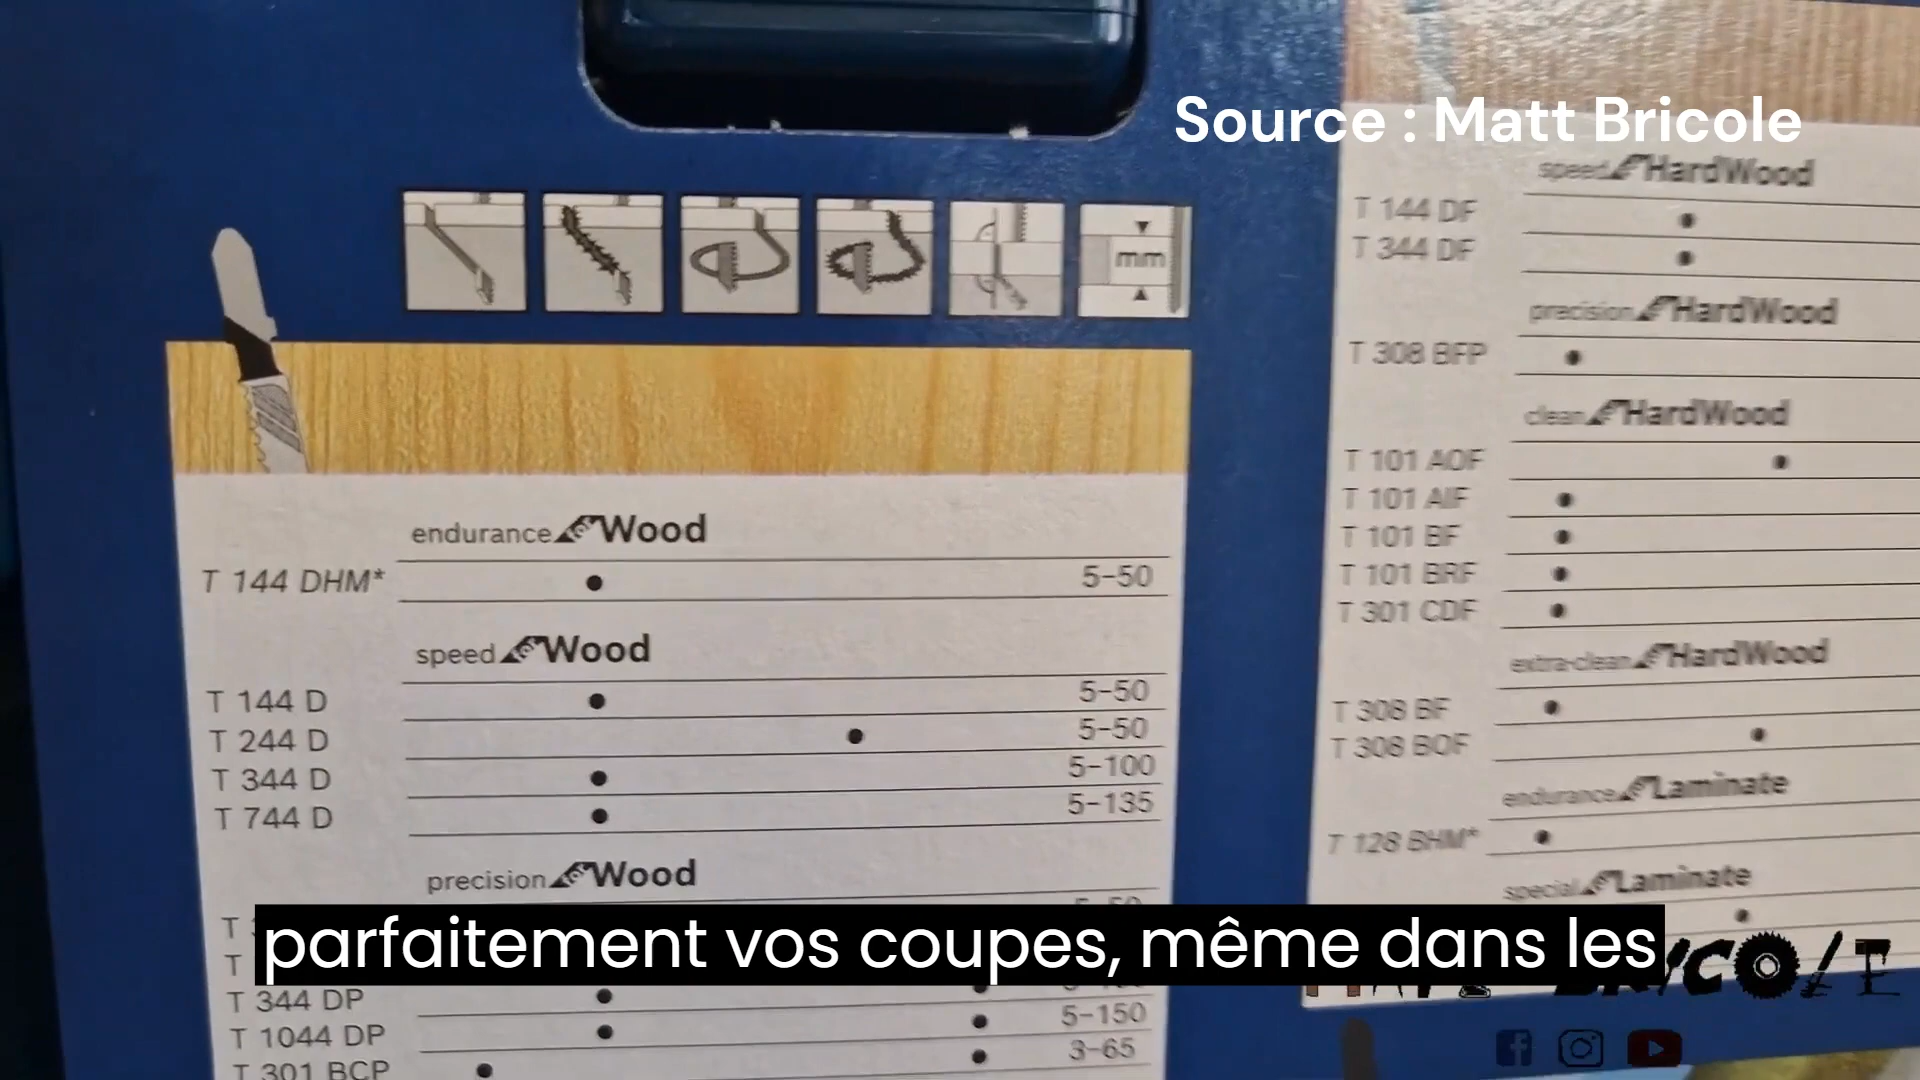 Source : Matt Bricole
mm
endurance Wood
T 144 DHM* 5-50
speed Wood
T 144 D 5-50
T 244 D 5-50
T 344 D 5-100
T 744 D 5-135
precision Wood
T
T
T 344 DP
T 1044 DP 5-150
T 301 BCP 3-65
speed HardWood
T 144 DF
T 344 DF
precision HardWood
T 308 BFP
clean HardWood
T 101 AOF
T 101 AIF
T 101 BF
T 101 BRF
T 301 CDF
extra-clean HardWood
T 308 BF
T 308 BOF
endurance Laminate
T 128 BHM*
special Laminate
parfaitement vos coupes, même dans les